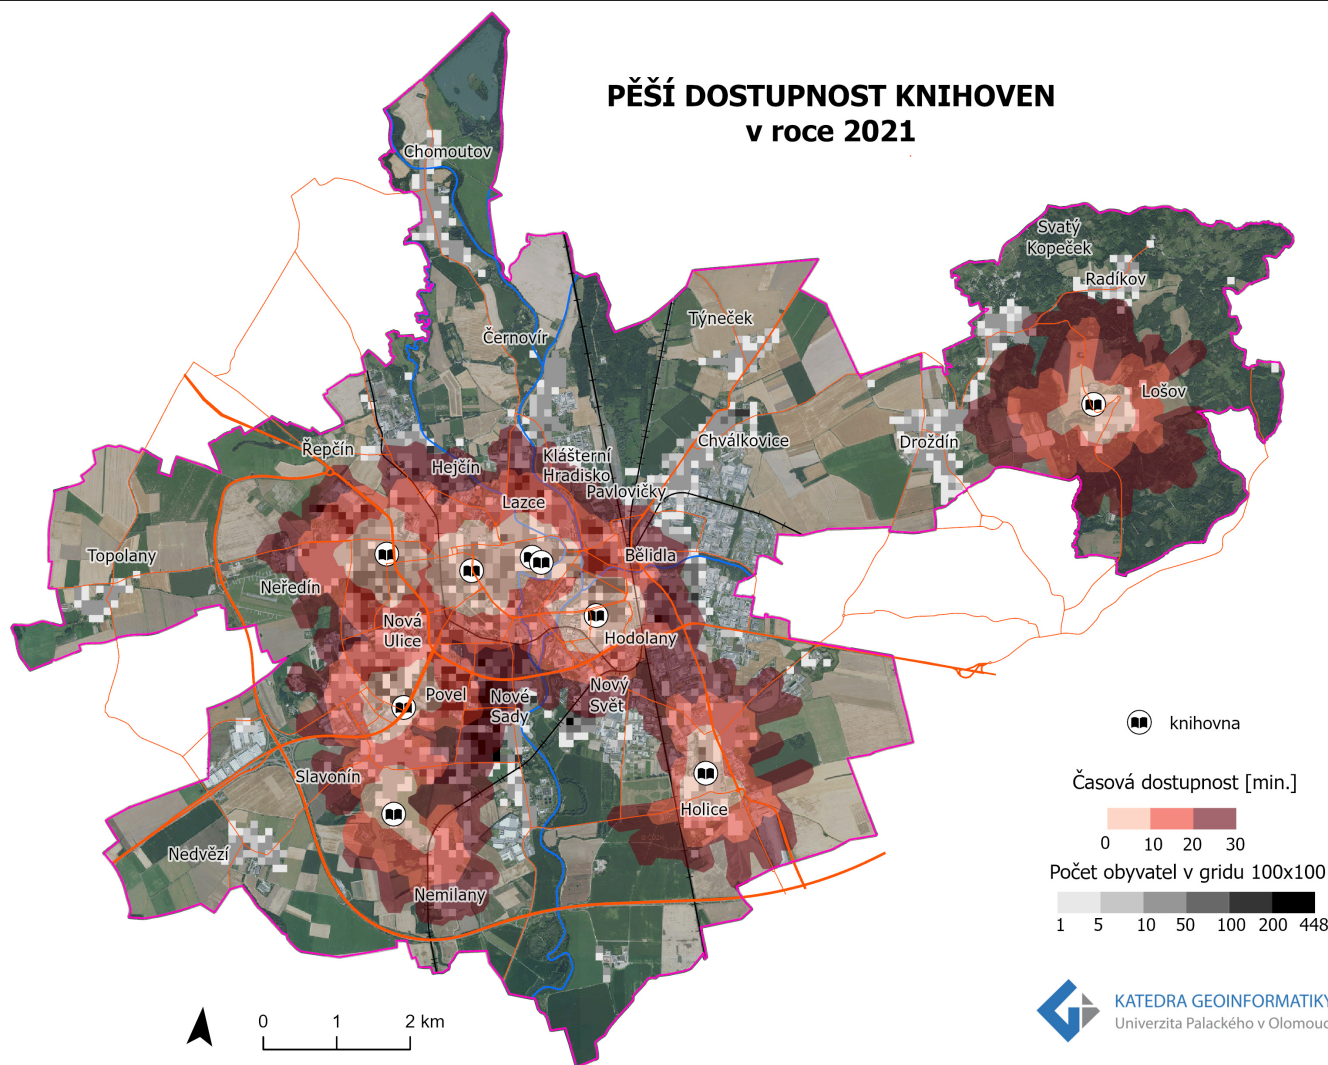 PĚŠÍ DOSTUPNOST KNIHOVEN
v roce 2021
Chomoutov
Svatý
Kopeček
Radíkov
Týneček
Černovír
Lošov
Droždín
Chválkovice
Řepčín
Hejčín
Klášterní
Hradisko
Pavlovičky
Lazce
Topolany
Bělidla
Neředín
Nová
Ulice
Hodolany
Povel
Nové
Sady
Nový
Svět
Slavonín
Holice
Nedvězí
Nemilany
knihovna
Časová dostupnost [min.]
0 10 20 30
Počet obyvatel v gridu 100x100
1 5 10 50 100 200 448
0 1 2 km
KATEDRA GEOINFORMATIKY
Univerzita Palackého v Olomouc